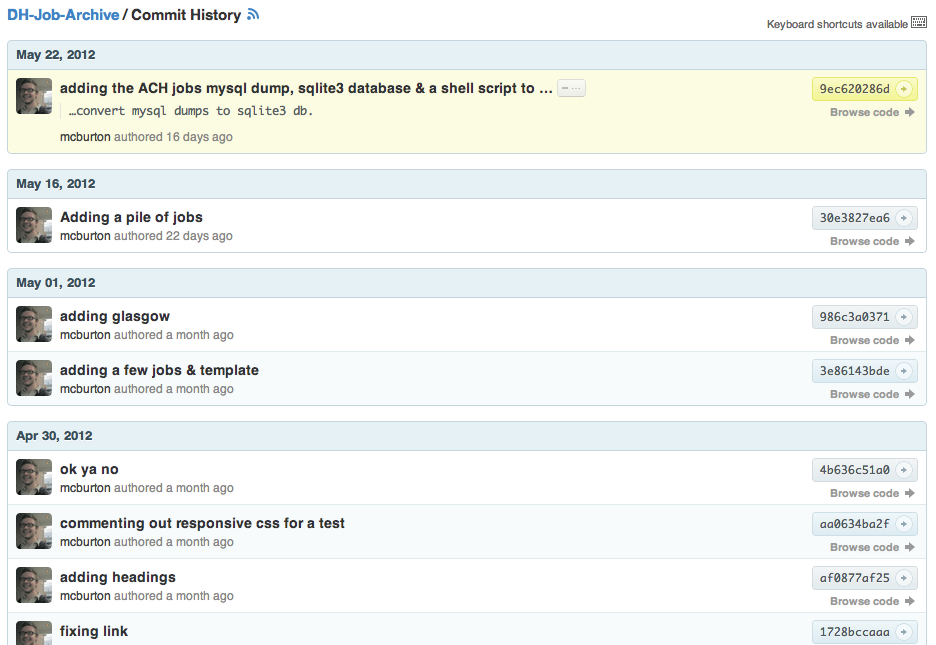 DH-Job-Archive / Commit History
Keyboard shortcuts available
May 22, 2012
adding the ACH jobs mysql dump, sqlite3 database & a shell script to …
9ec620286d
…convert mysql dumps to sqlite3 db.
Browse code
mcburton authored 16 days ago
May 16, 2012
Adding a pile of jobs
30e3827ea6
mcburton authored 22 days ago
Browse code
May 01, 2012
adding glasgow
986c3a0371
mcburton authored a month ago
Browse code
adding a few jobs & template
3e86143bde
mcburton authored a month ago
Browse code
Apr 30, 2012
ok ya no
4b636c51a0
mcburton authored a month ago
Browse code
commenting out responsive css for a test
aa0634ba2f
mcburton authored a month ago
Browse code
adding headings
af0877af25
mcburton authored a month ago
Browse code
fixing link
1728bccaaa